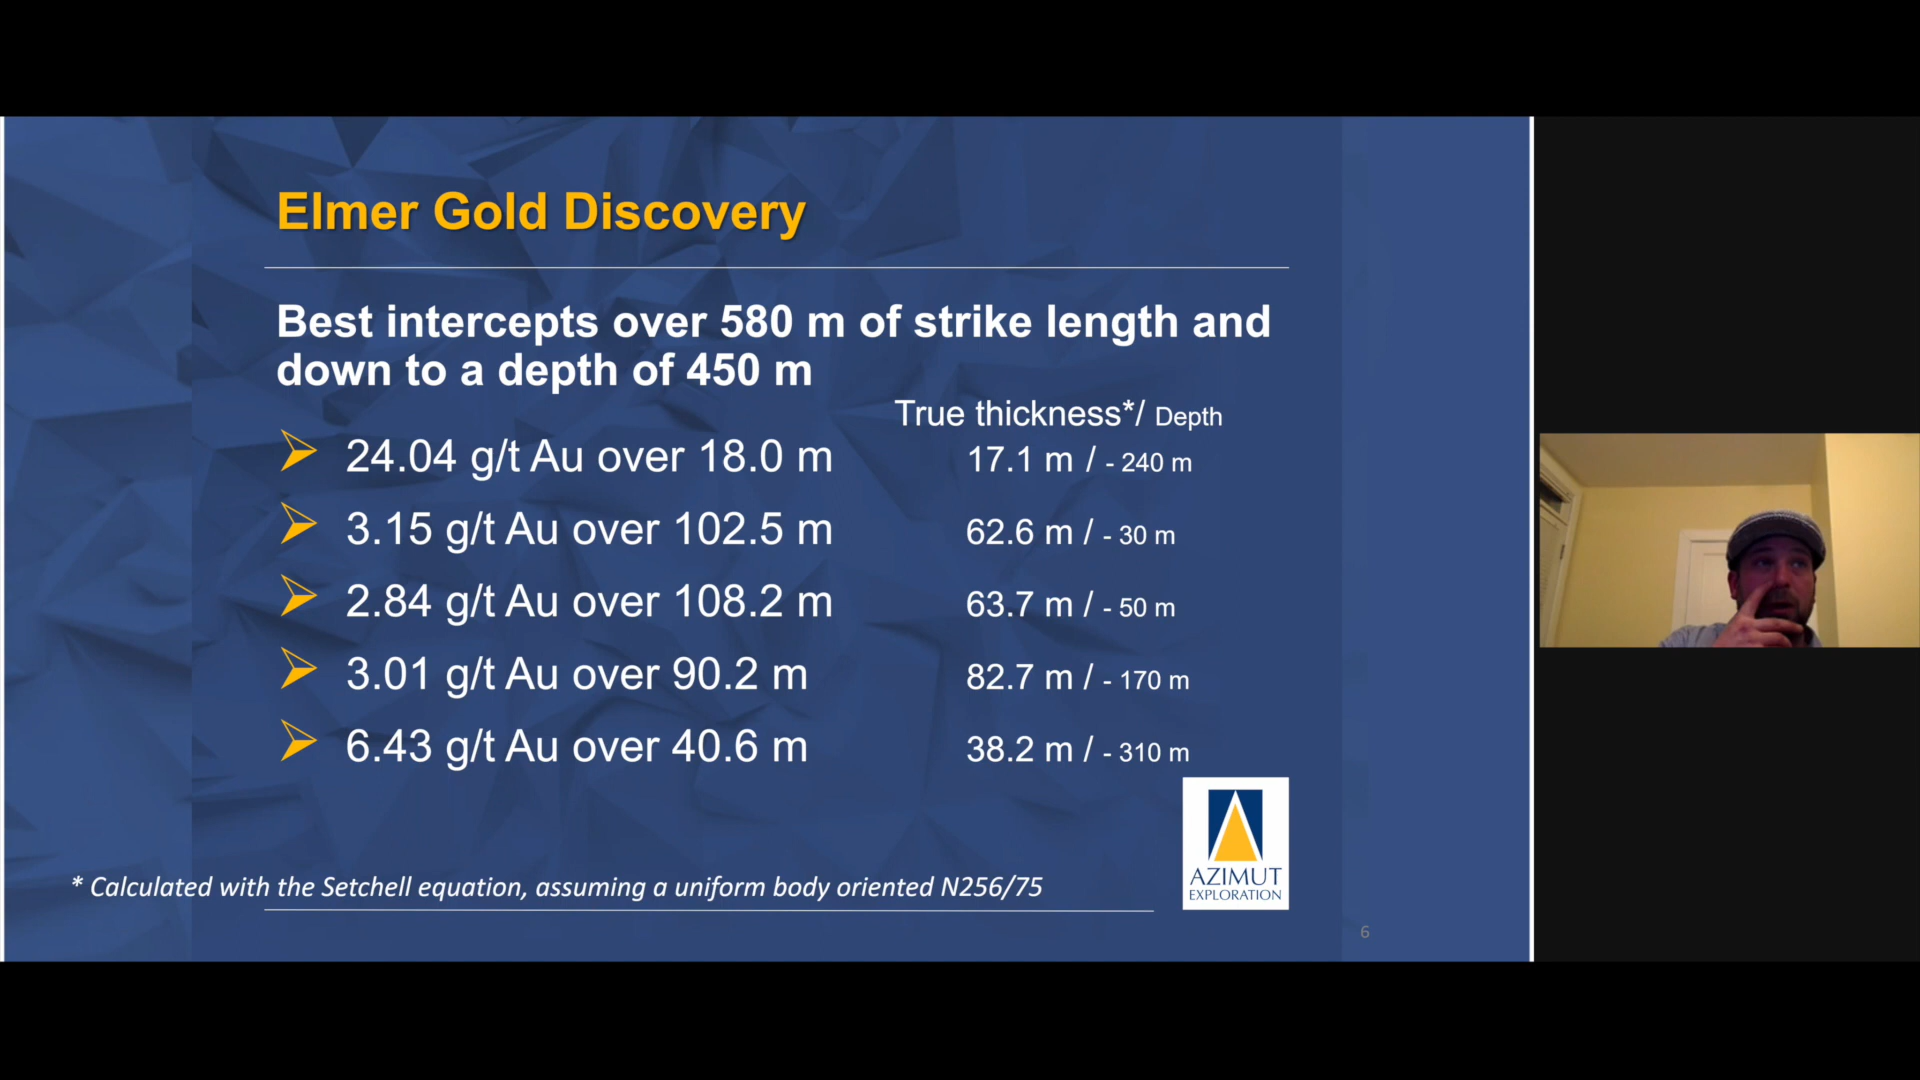 Elmer Gold Discovery
Best intercepts over 580 m of strike length and
down to a depth of 450 m
True thickness*/ Depth
24.04 g/t Au over 18.0 m 17.1 m / - 240 m
3.15 g/t Au over 102.5 m 62.6 m / - 30 m
2.84 g/t Au over 108.2 m 63.7 m / - 50 m
3.01 g/t Au over 90.2 m 82.7 m / - 170 m
6.43 g/t Au over 40.6 m 38.2 m / - 310 m
AZIMUT
EXPLORATION
* Calculated with the Setchell equation, assuming a uniform body oriented N256/75
6